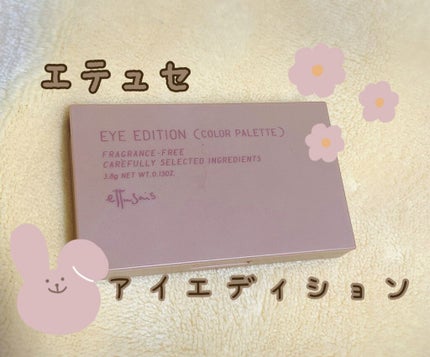 エテュセ
EYE EDITION (COLOR PALETTE)
FRAGRANCE-FREE
CAREFULLY SELECTED INGREDIENTS
3.8g NET WT.0.13OZ.
ettusais
アイエディション